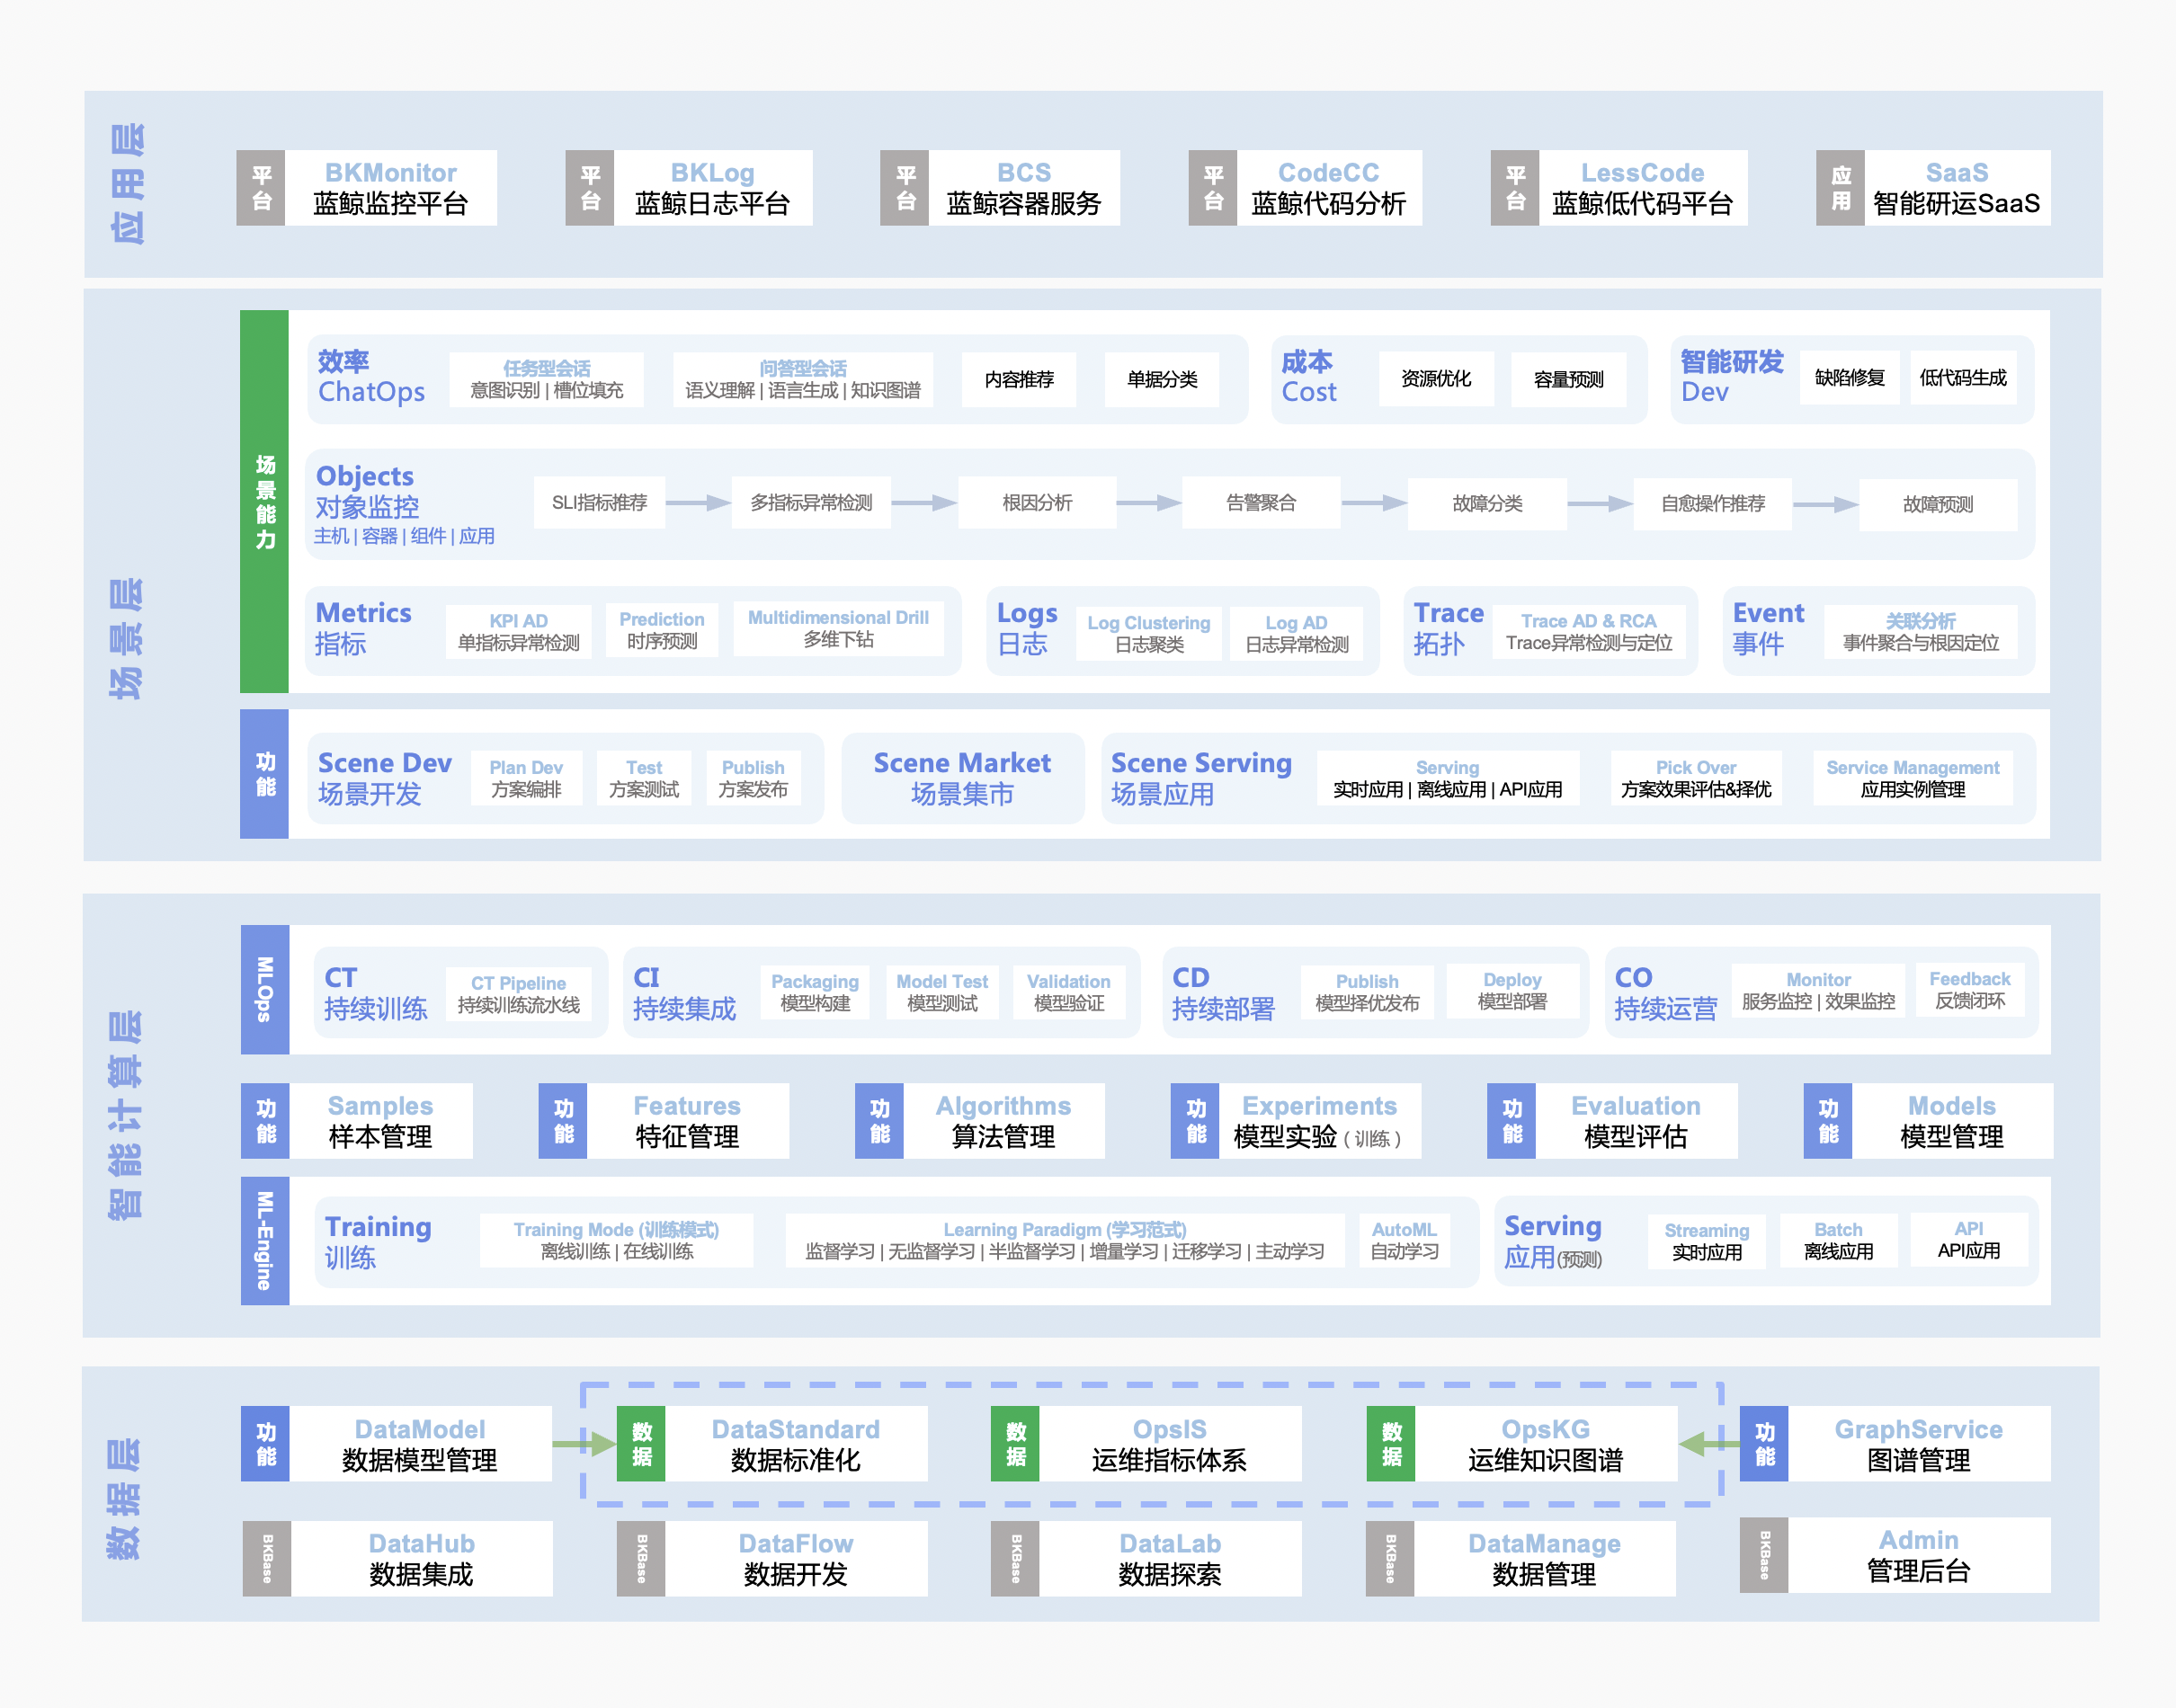 应用层
平台
BKMonitor
蓝鲸监控平台
平台
BKLog
蓝鲸日志平台
平台
BCS
蓝鲸容器服务
平台
CodeCC
蓝鲸代码分析
平台
LessCode
蓝鲸低代码平台
应用
SaaS
智能研运SaaS
场景层
场景能力
效率
ChatOps
任务型会话
意图识别 | 槽位填充
问答型会话
语义理解 | 语言生成 | 知识图谱
内容推荐
单据分类
成本
Cost
资源优化
容量预测
智能研发
Dev
缺陷修复
低代码生成
Objects
对象监控
主机 | 容器 | 组件 | 应用
SLI指标推荐
多指标异常检测
根因分析
告警聚合
故障分类
自愈操作推荐
故障预测
Metrics
指标
KPI AD
单指标异常检测
Prediction
时序预测
Multidimensional Drill
多维下钻
Logs
日志
Log Clustering
日志聚类
Log AD
日志异常检测
Trace
拓扑
Trace AD & RCA
Trace异常检测与定位
Event
事件
关联分析
事件聚合与根因定位
功能
Scene Dev
场景开发
Plan Dev
方案编排
Test
方案测试
Publish
方案发布
Scene Market
场景集市
Scene Serving
场景应用
Serving
实时应用 | 离线应用 | API应用
Pick Over
方案效果评估&择优
Service Management
应用实例管理
智能计算层
MLOps
CT
持续训练
CT Pipeline
持续训练流水线
CI
持续集成
Packaging
模型构建
Model Test
模型测试
Validation
模型验证
CD
持续部署
Publish
模型择优发布
Deploy
模型部署
CO
持续运营
Monitor
服务监控 | 效果监控
Feedback
反馈闭环
功能
Samples
样本管理
功能
Features
特征管理
功能
Algorithms
算法管理
功能
Experiments
模型实验（训练）
功能
Evaluation
模型评估
功能
Models
模型管理
ML-Engine
Training
训练
Training Mode (训练模式)
离线训练 | 在线训练
Learning Paradigm (学习范式)
监督学习 | 无监督学习 | 半监督学习 | 增量学习 | 迁移学习 | 主动学习
AutoML
自动学习
Serving
应用(预测)
Streaming
实时应用
Batch
离线应用
API
API应用
数据层
功能
DataModel
数据模型管理
数据
DataStandard
数据标准化
数据
OpsIS
运维指标体系
数据
OpsKG
运维知识图谱
功能
GraphService
图谱管理
BKBase
DataHub
数据集成
BKBase
DataFlow
数据开发
BKBase
DataLab
数据探索
BKBase
DataManage
数据管理
BKBase
Admin
管理后台